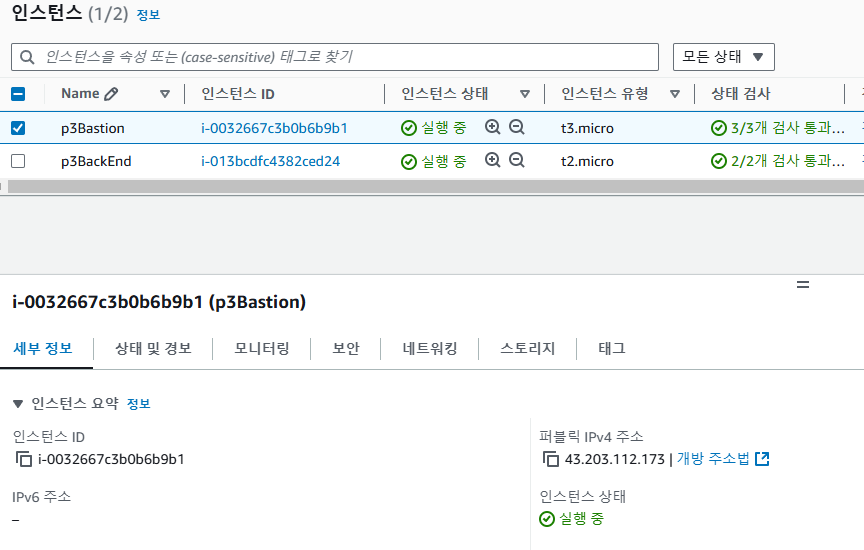 인스턴스 (1/2) 정보
인스턴스을 속성 또는 (case-sensitive) 태그로 찾기 모든 상태
Name 인스턴스 ID 인스턴스 상태 인스턴스 유형 상태 검사
p3Bastion i-0032667c3b0b6b9b1 실행 중 t3.micro 3/3개 검사 통과...
p3BackEnd i-013bcdfc4382ced24 실행 중 t2.micro 2/2개 검사 통과...
i-0032667c3b0b6b9b1 (p3Bastion)
세부 정보 상태 및 경보 모니터링 보안 네트워킹 스토리지 태그
인스턴스 요약 정보
인스턴스 ID 퍼블릭 IPv4 주소
i-0032667c3b0b6b9b1 43.203.112.173 | 개방 주소법
IPv6 주소 인스턴스 상태
– 실행 중